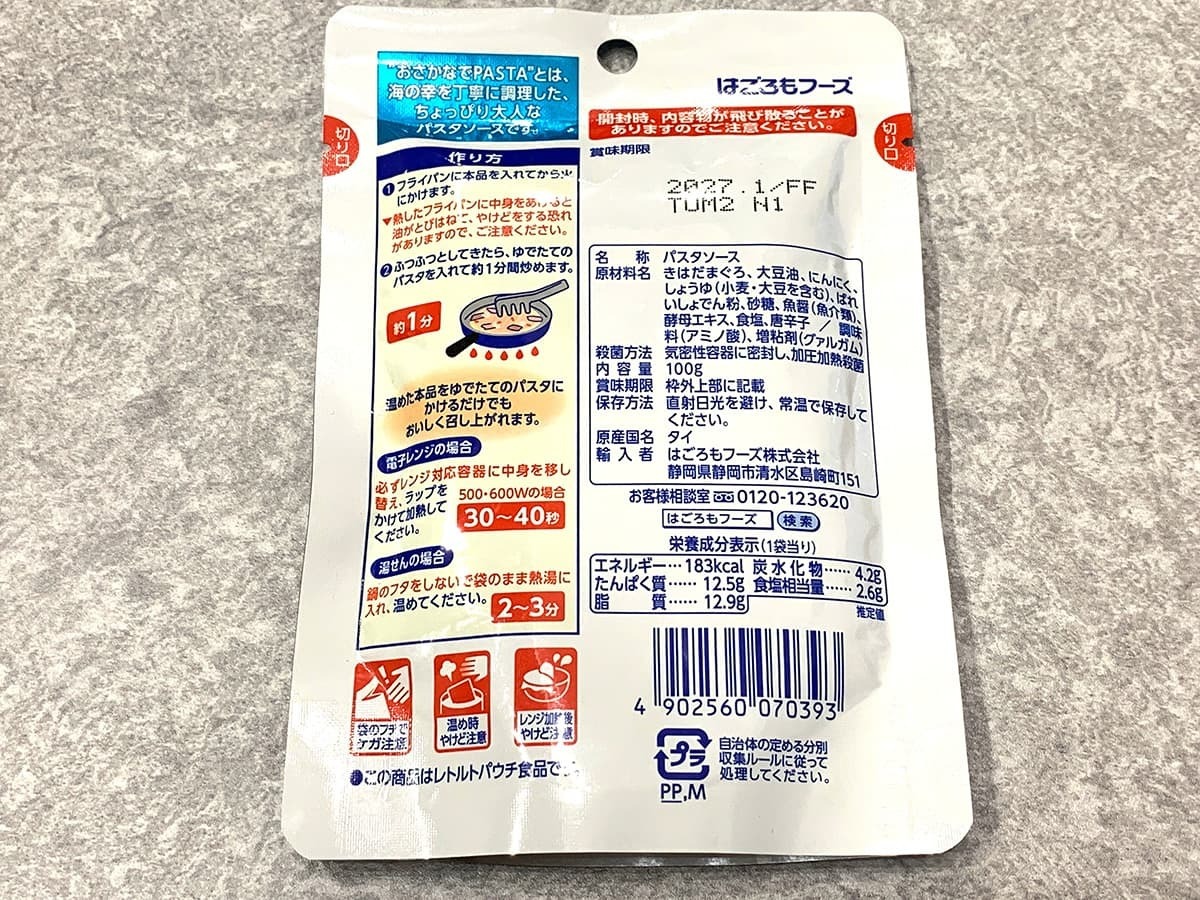 "おさかなでPASTA"とは、
海の幸を丁寧に調理した、
ちょっぴり大人な
パスタソースです。
切り口
作り方
❶フライパンに本品を入れてから火
にかけます。
▼熱したフライパンに中身をあけると
油がとびはねて、やけどをする恐れ
がありますので、ご注意ください。
❷ふつふつとしてきたら、ゆでたての
パスタを入れて約1分間炒めます。
約1分
温めた本品をゆでたてのパスタに
かけるだけでも
おいしく召し上がれます。
電子レンジの場合
必ずレンジ対応容器に中身を移し
替え、ラップを
かけて加熱して
ください。
500・600Wの場合
30～40秒
湯せんの場合
鍋のフタをしないで袋のまま熱湯に
入れ、温めてください。
2～3分
袋のフチで
ケガ注意
温め時
やけど注意
レンジ加熱後
やけど注意
●この商品はレトルトパウチ食品です。
はごろもフーズ
開封時、内容物が飛び散ることが
ありますのでご注意ください。
切り口
賞味期限
2027.1/FF
TUM2 N1
名称 パスタソース
原材料名 きはだまぐろ、大豆油、にんにく、
しょうゆ(小麦・大豆を含む)、ばれ
いしょでん粉、砂糖、魚醤(魚介類)、
酵母エキス、食塩、唐辛子 / 調味
料(アミノ酸)、増粘剤(グァルガム)
殺菌方法 気密性容器に密封し、加圧加熱殺菌
内容量 100g
賞味期限 枠外上部に記載
保存方法 直射日光を避け、常温で保存して
ください。
原産国名 タイ
輸入者 はごろもフーズ株式会社
静岡県静岡市清水区島崎町151
お客様相談室 0120-123620
はごろもフーズ 検索
栄養成分表示(1袋当り)
エネルギー…183kcal 炭水化物……4.2g
たんぱく質……12.5g 食塩相当量……2.6g
脂質……12.9g
推定値
4 902560 070393
プラ
PP,M
自治体の定める分別
収集ルールに従って
処理してください。